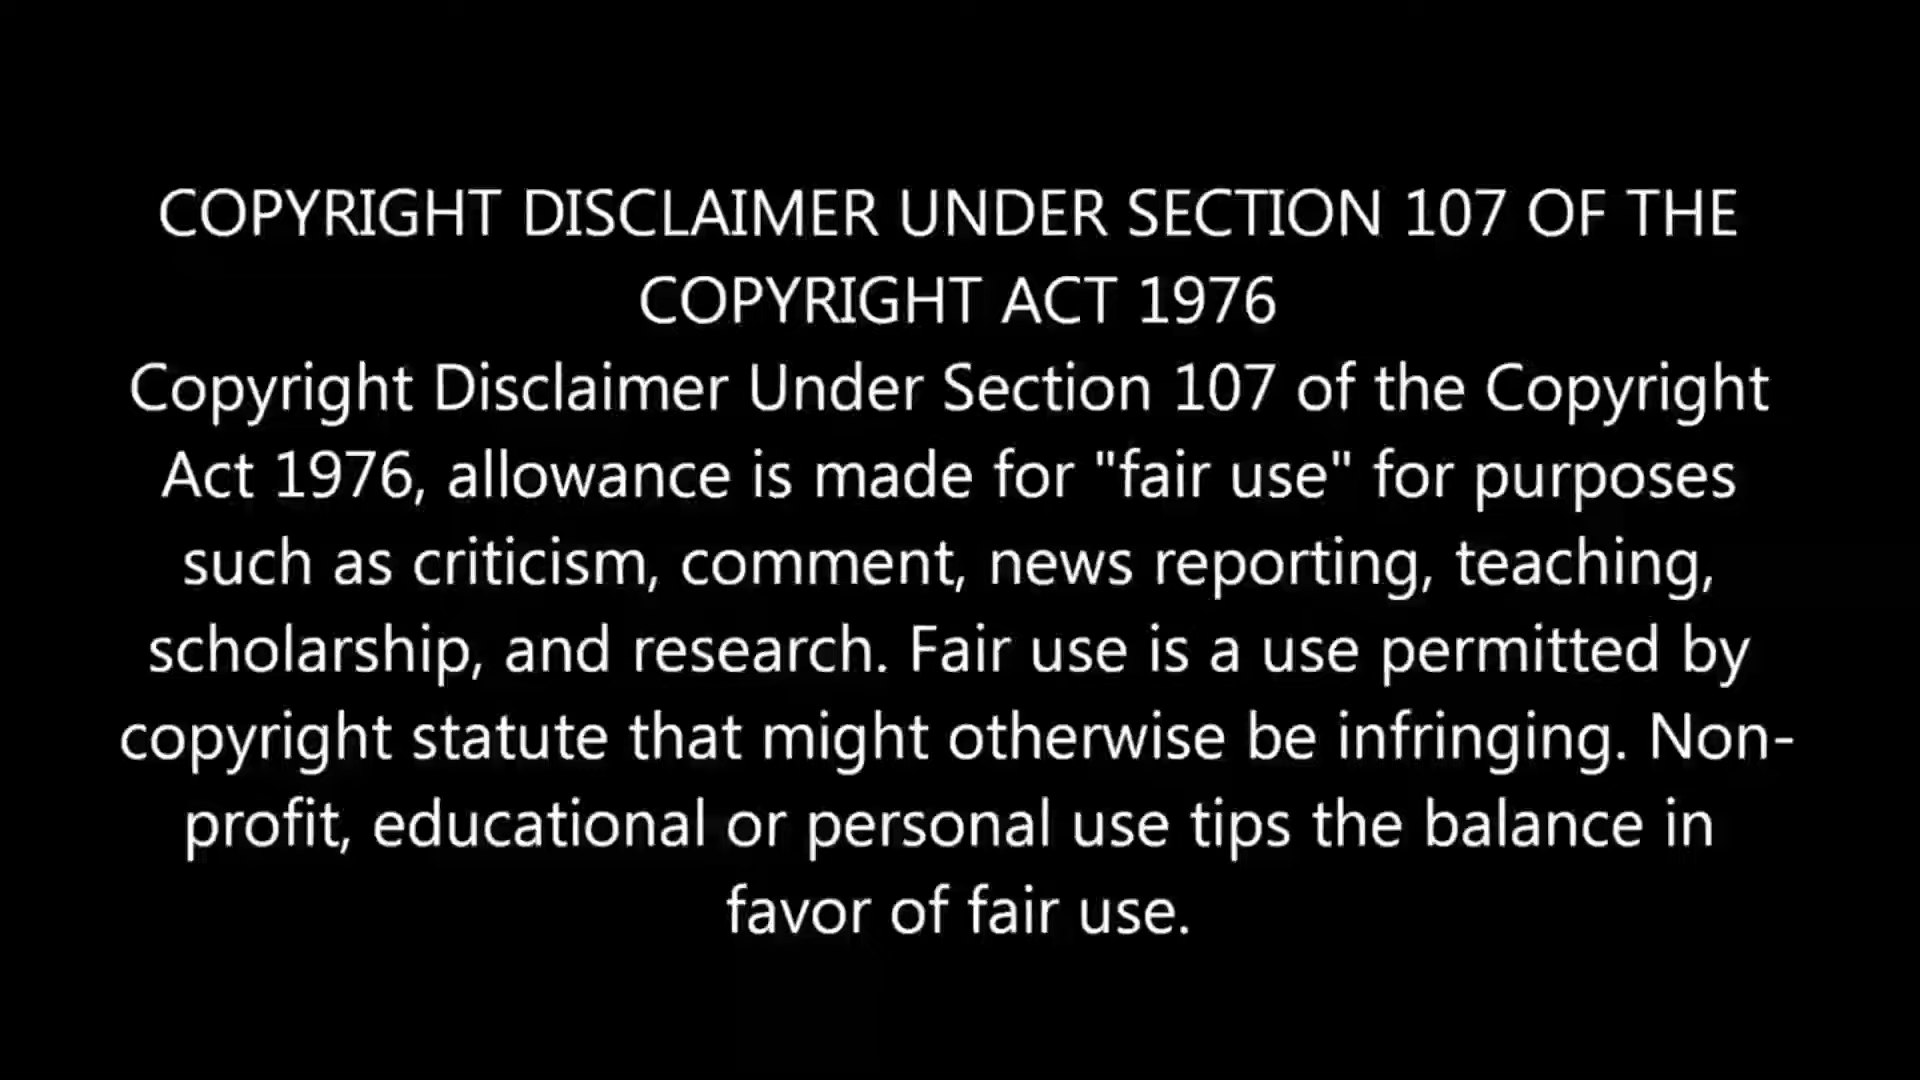 COPYRIGHT DISCLAIMER UNDER SECTION 107 OF THE
COPYRIGHT ACT 1976
Copyright Disclaimer Under Section 107 of the Copyright
Act 1976, allowance is made for "fair use" for purposes
such as criticism, comment, news reporting, teaching,
scholarship, and research. Fair use is a use permitted by
copyright statute that might otherwise be infringing. Non-
profit, educational or personal use tips the balance in
favor of fair use.